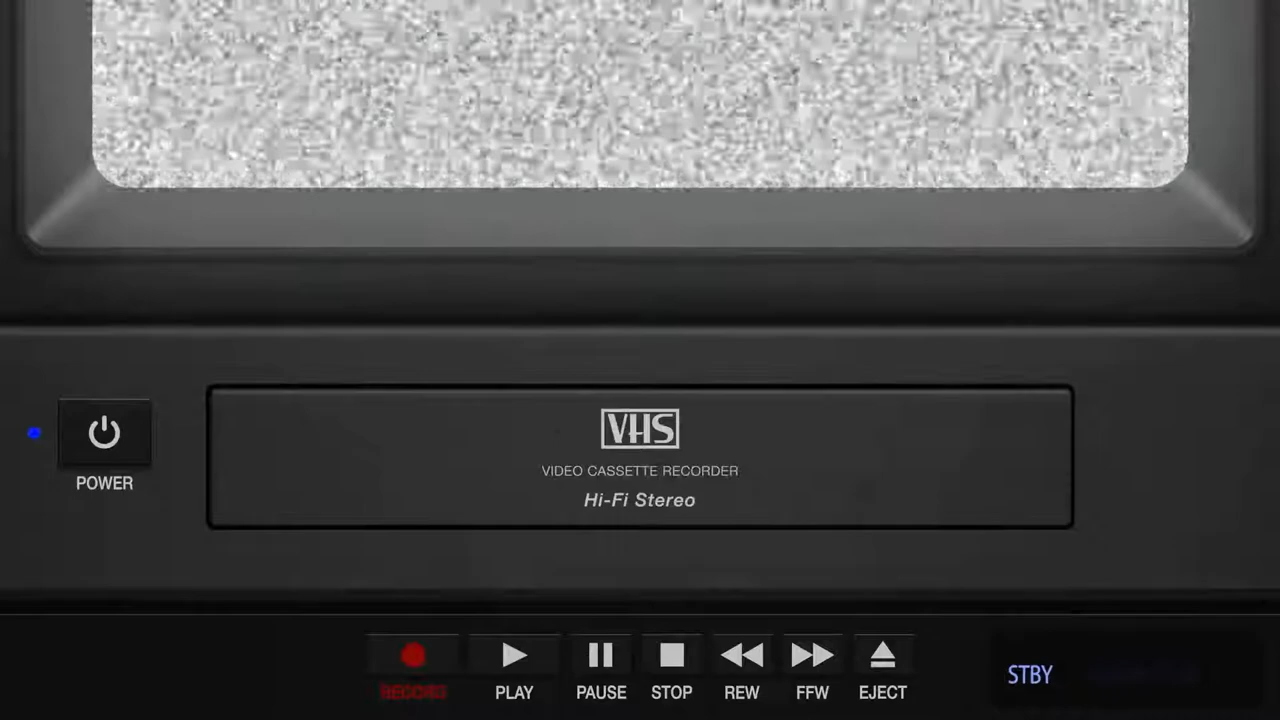 VHS
VIDEO CASSETTE RECORDER
Hi-Fi Stereo
POWER
RECORD
PLAY
PAUSE
STOP
REW
FFW
EJECT
STBY